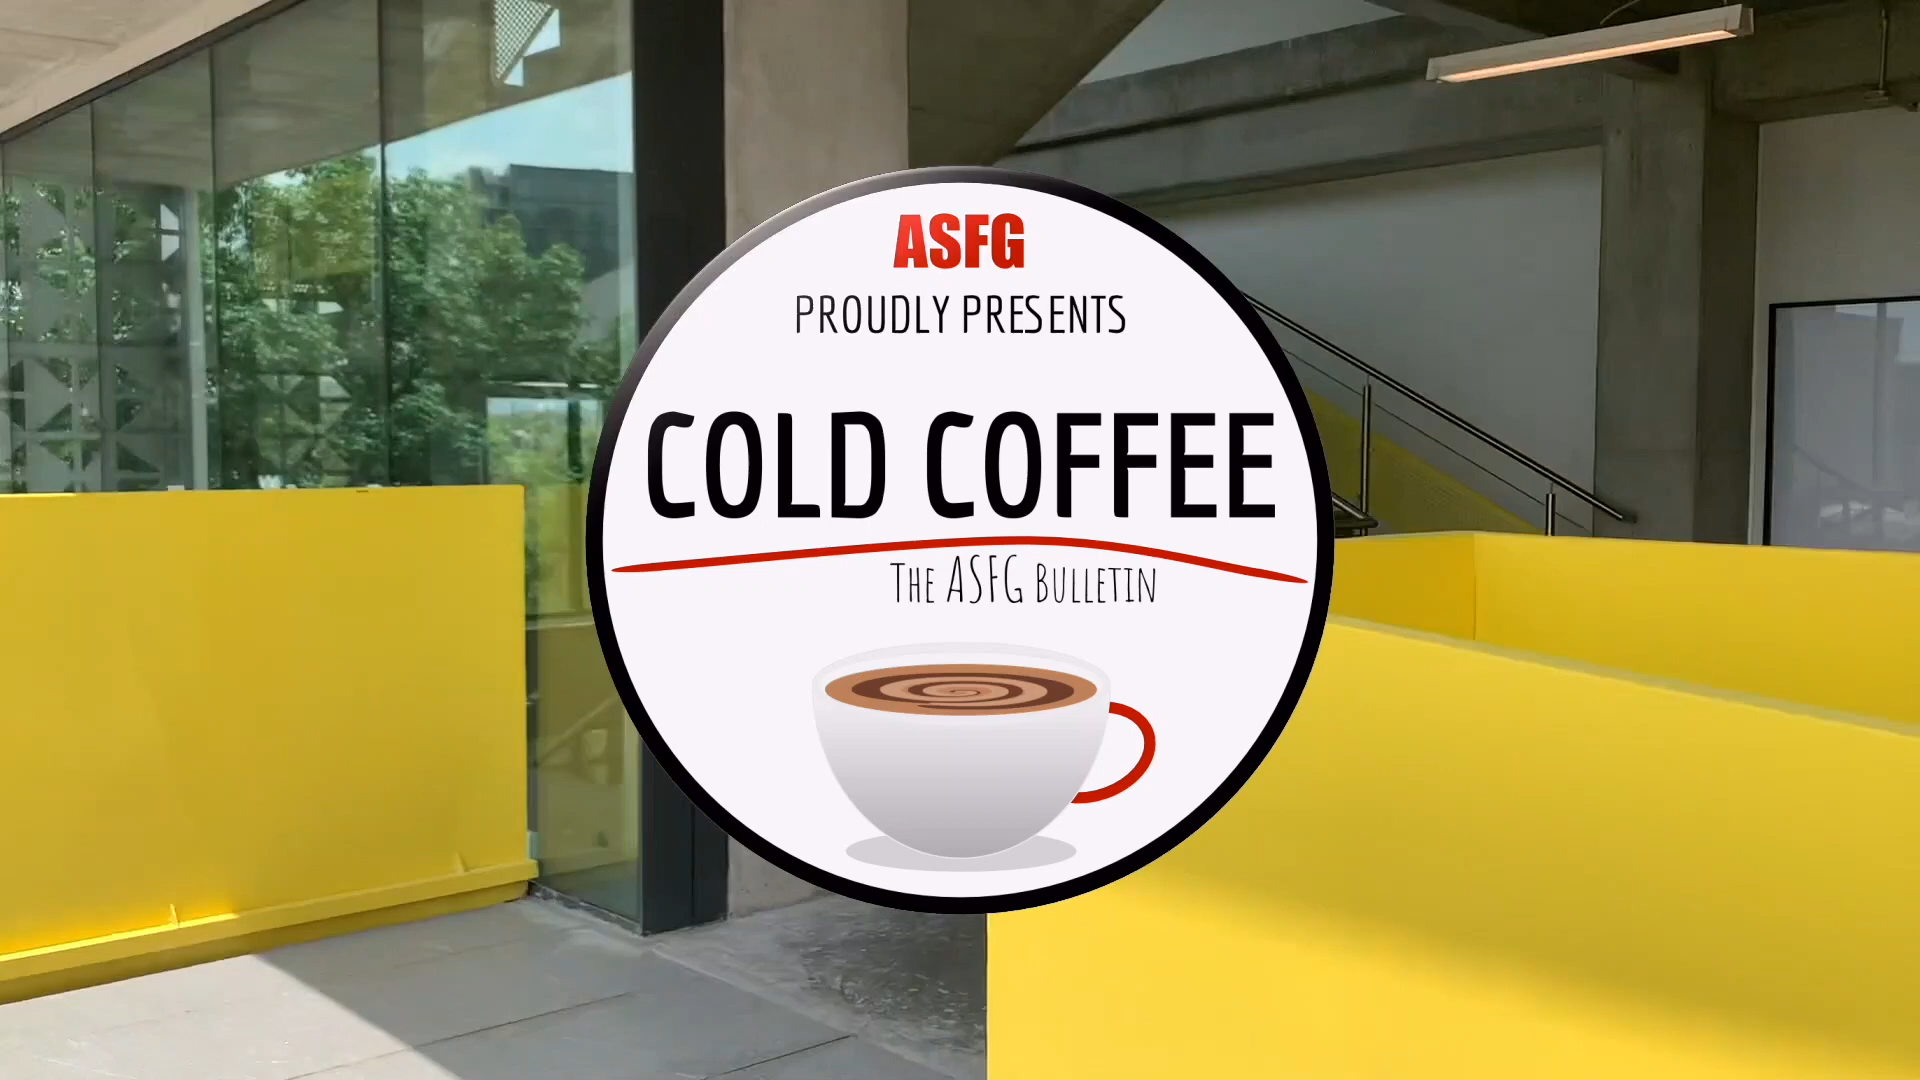 ASFG
PROUDLY PRESENTS
COLD COFFEE
THE ASFG BULLETIN